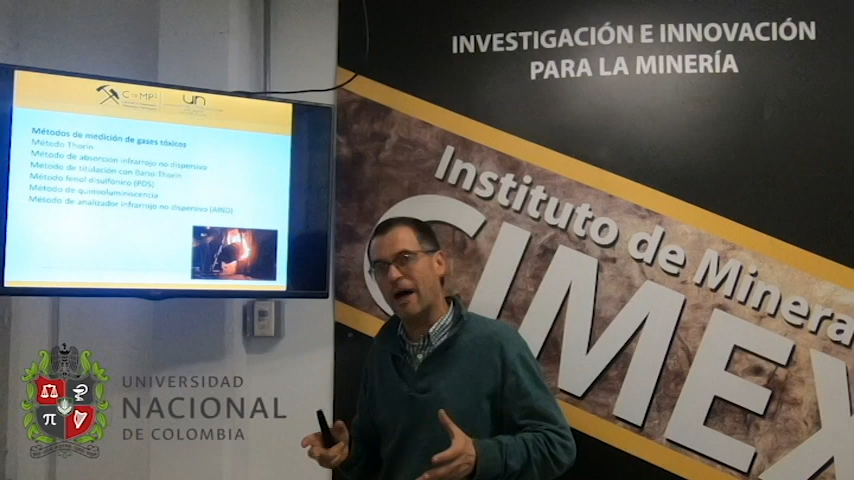 INVESTIGACIÓN E INNOVACIÓN
PARA LA MINERÍA
Métodos de medición de gases tóxicos
Método Thorin
Método de absorsion infrarrojo no dispersivo
Método de titulación con Bario Thorin
Método fenol disulfónico (PDS)
Método de quimioluminiscencia
Método de analizador infrarrojo no dispersivo (AIND)
un
Instituto de Minera
CIMEX
π
UNIVERSIDAD
NACIONAL
DE COLOMBIA